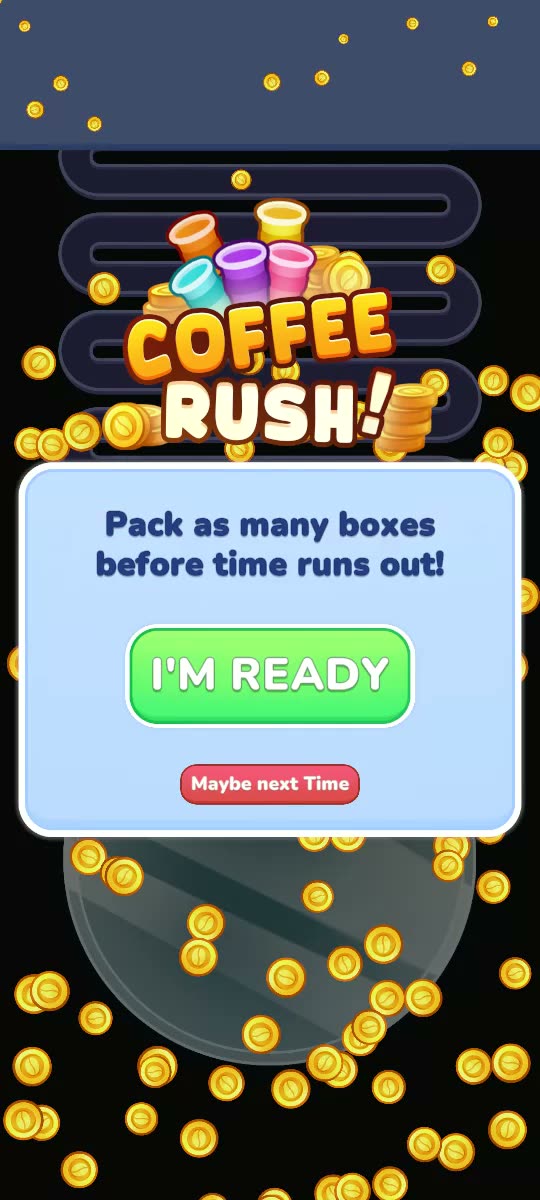 COFFEE
RUSH!
Pack as many boxes
before time runs out!
I'M READY
Maybe next Time